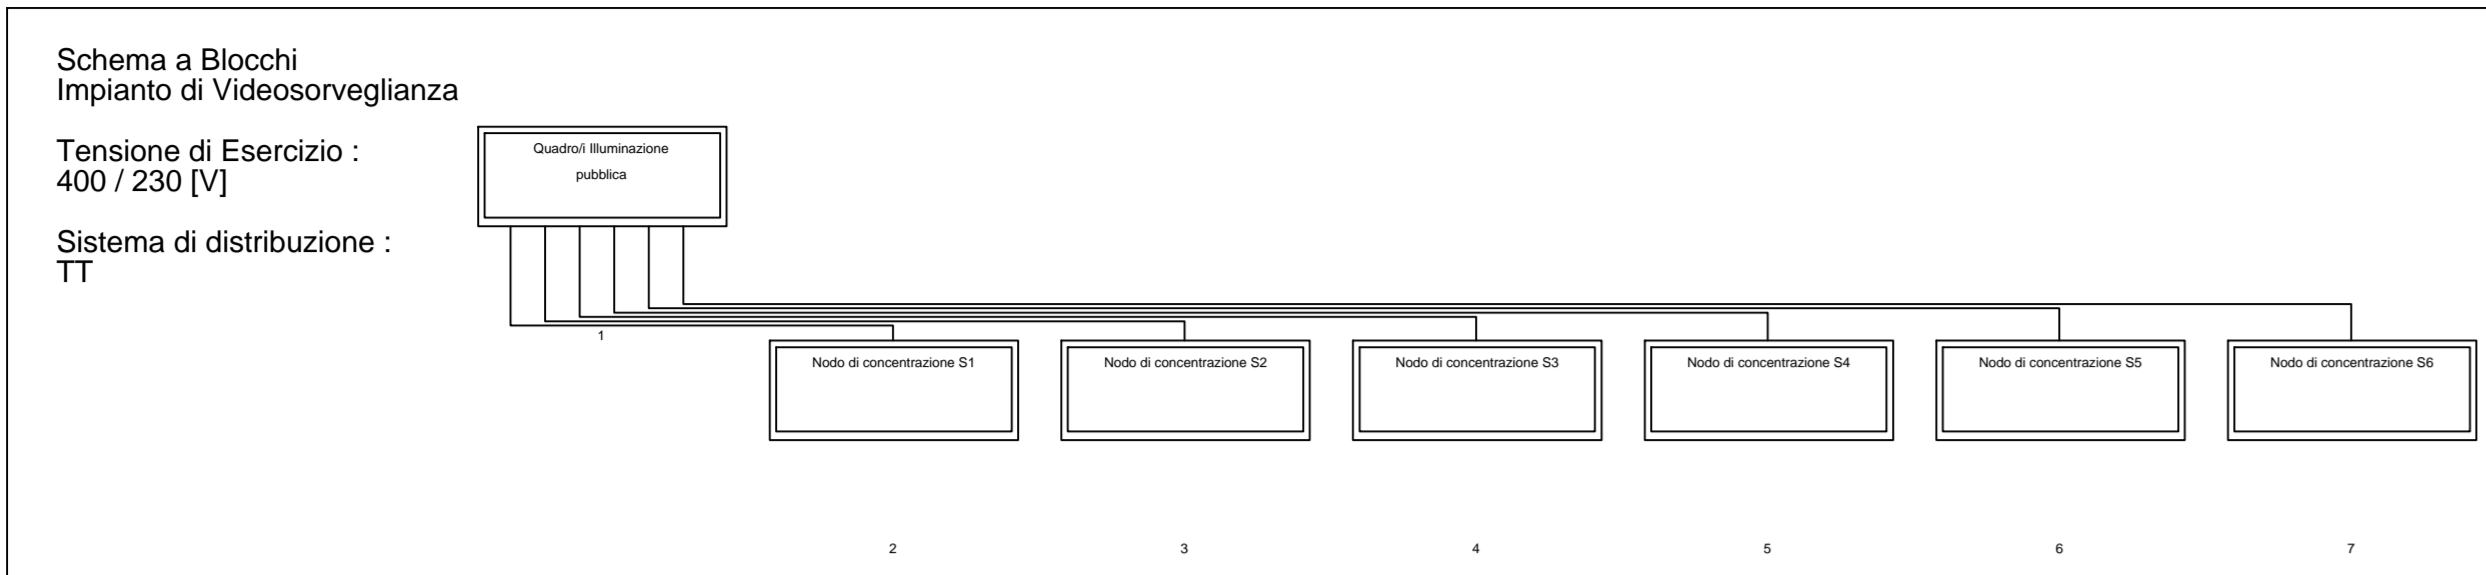 Schema a Blocchi
Impianto di Videosorveglianza
Tensione di Esercizio :
400 / 230 [V]
Sistema di distribuzione :
TT
Quadro/i Illuminazione
pubblica
1
Nodo di concentrazione S1
Nodo di concentrazione S2
Nodo di concentrazione S3
Nodo di concentrazione S4
Nodo di concentrazione S5
Nodo di concentrazione S6
2
3
4
5
6
7